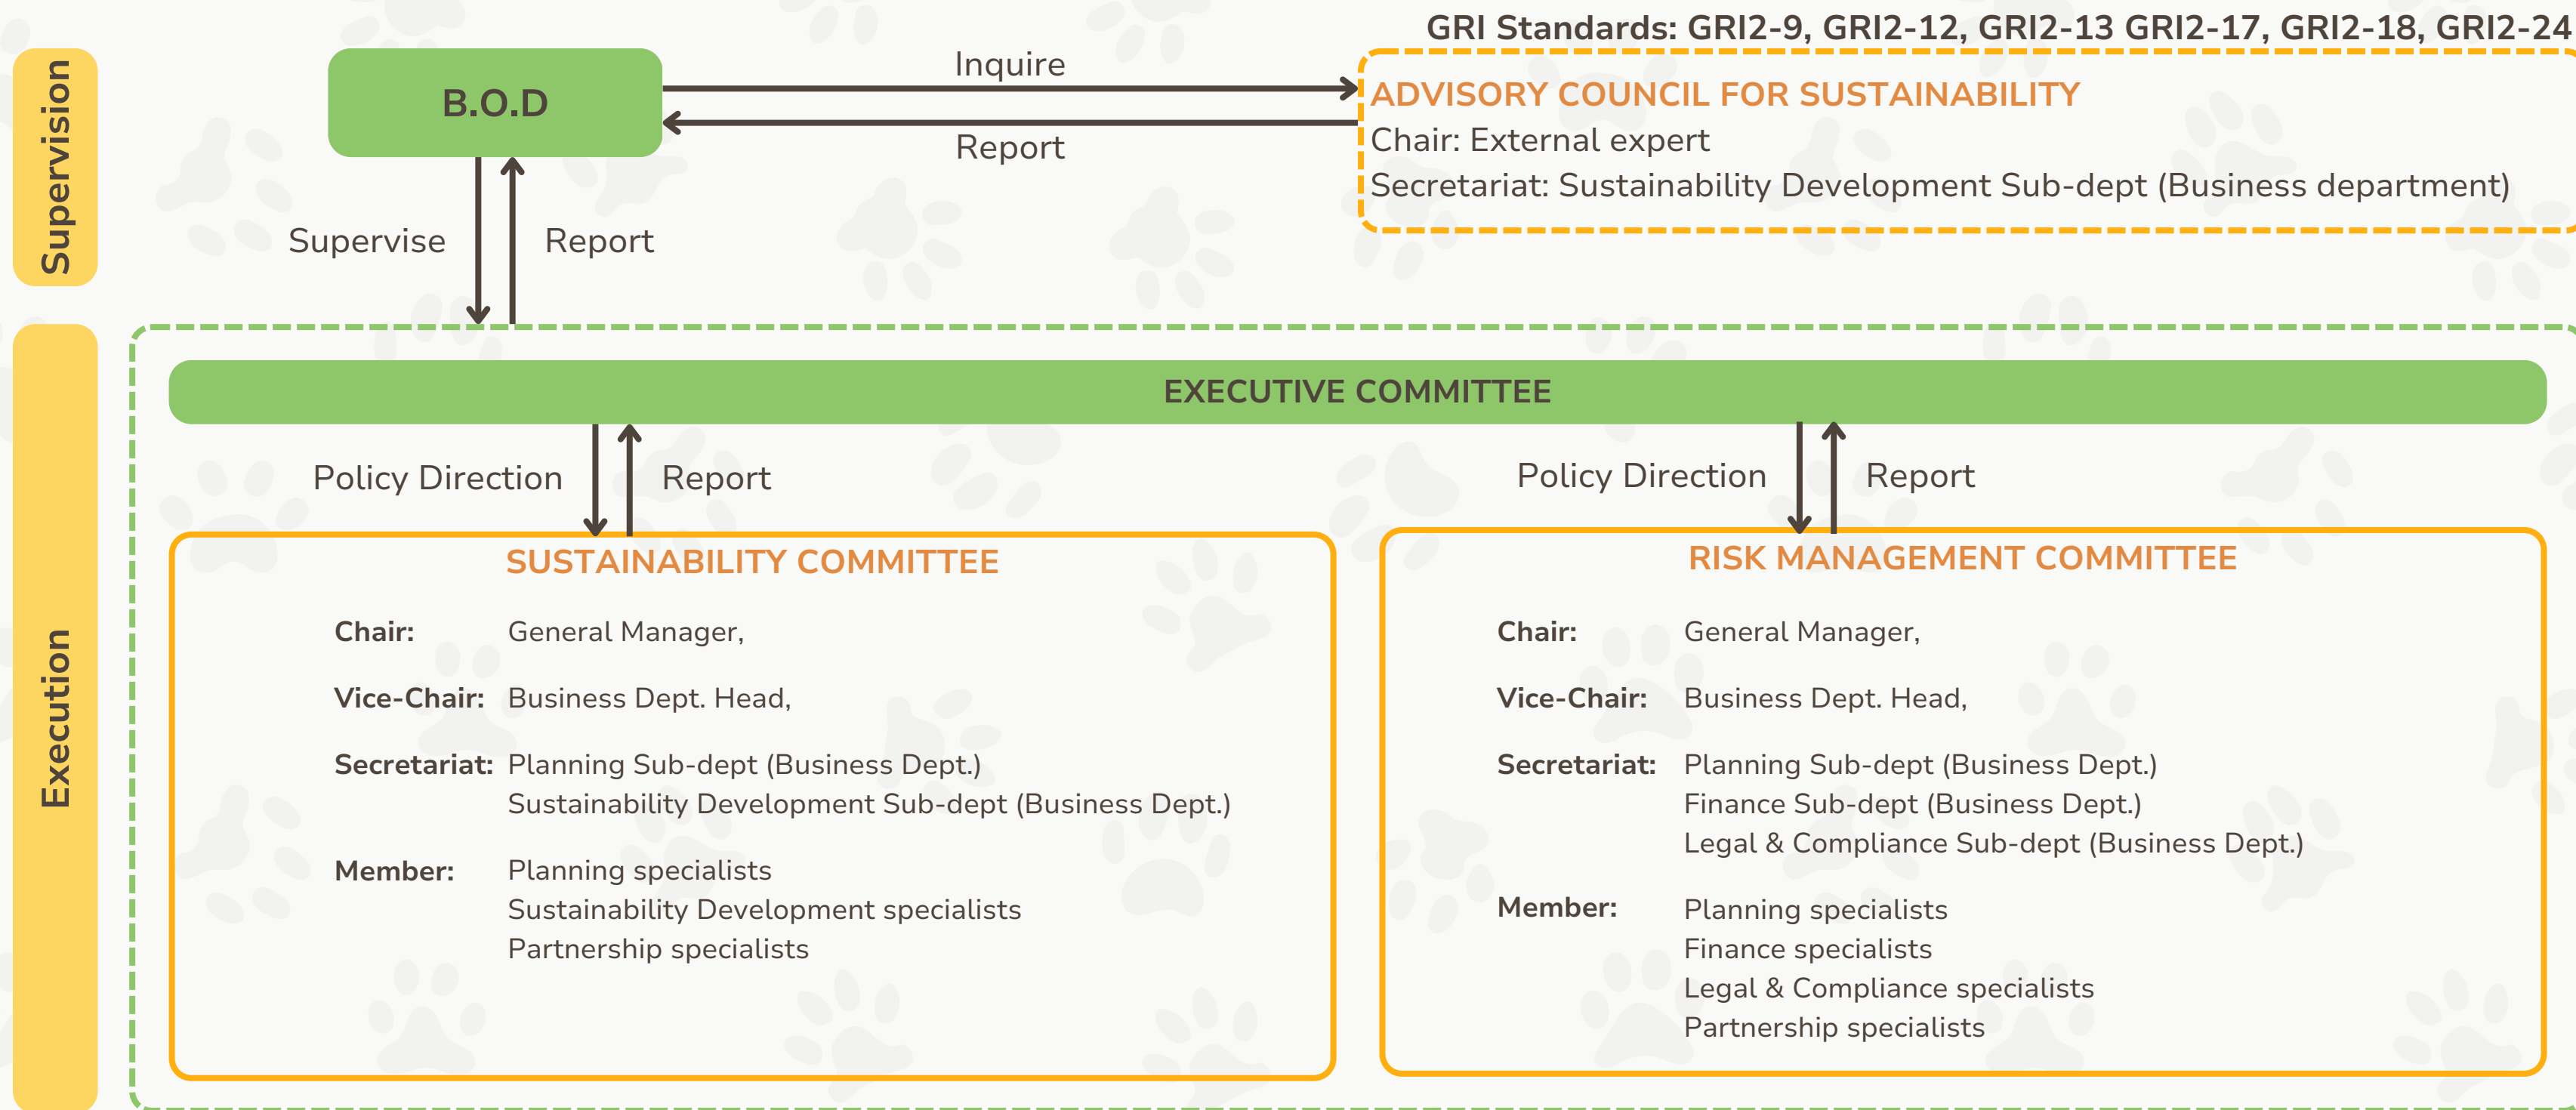 GRI Standards: GRI2-9, GRI2-12, GRI2-13 GRI2-17, GRI2-18, GRI2-24
Supervision
B.O.D
Inquire
Report
ADVISORY COUNCIL FOR SUSTAINABILITY
Chair: External expert
Secretariat: Sustainability Development Sub-dept (Business department)
Supervise
Report
Execution
EXECUTIVE COMMITTEE
Policy Direction
Report
Policy Direction
Report
SUSTAINABILITY COMMITTEE
Chair: General Manager,
Vice-Chair: Business Dept. Head,
Secretariat: Planning Sub-dept (Business Dept.)
Sustainability Development Sub-dept (Business Dept.)
Member: Planning specialists
Sustainability Development specialists
Partnership specialists
RISK MANAGEMENT COMMITTEE
Chair: General Manager,
Vice-Chair: Business Dept. Head,
Secretariat: Planning Sub-dept (Business Dept.)
Finance Sub-dept (Business Dept.)
Legal & Compliance Sub-dept (Business Dept.)
Member: Planning specialists
Finance specialists
Legal & Compliance specialists
Partnership specialists